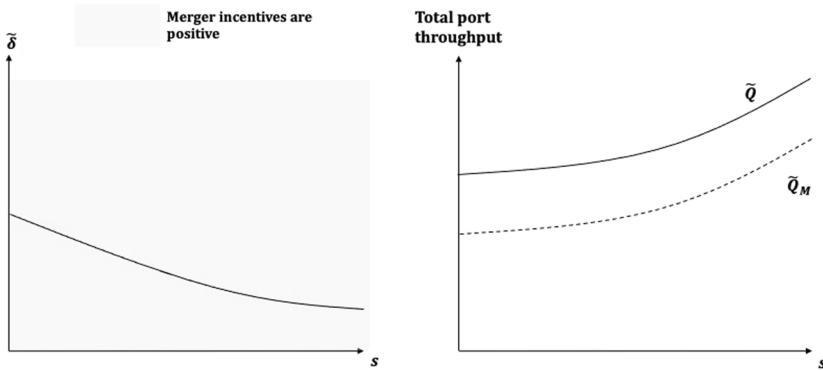 Merger incentives are
positive
δ̃
s
Total port
throughput
Q̃
Q̃M
s